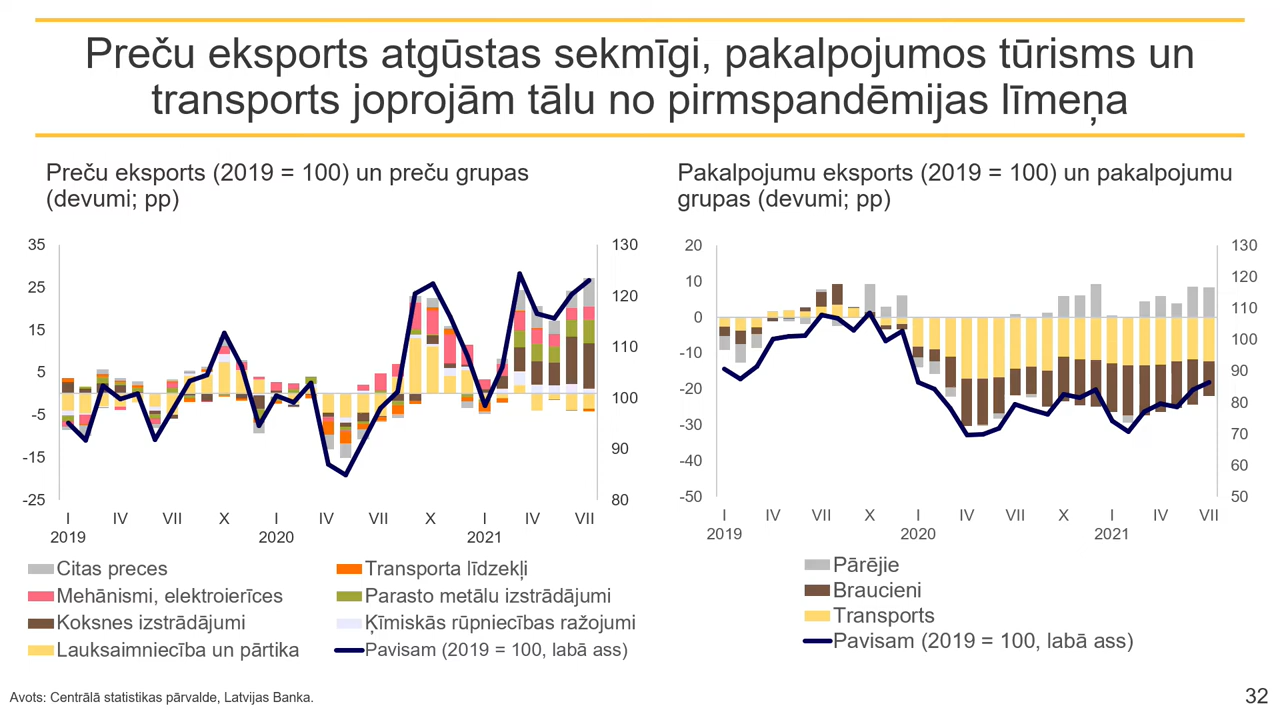 Preču eksports atgūstas sekmīgi, pakalpojumos tūrisms un
transports joprojām tālu no pirmspandēmijas līmeņa
Preču eksports (2019 = 100) un preču grupas
(devumi; pp)
35
25
15
5
-5
-15
-25
130
120
110
100
90
80
I IV VII X I IV VII X I IV VII
2019 2020 2021
Citas preces
Transporta līdzekļi
Mehānismi, elektroierīces
Parasto metālu izstrādājumi
Koksnes izstrādājumi
Ķīmiskās rūpniecības ražojumi
Lauksaimniecība un pārtika
Pavisam (2019 = 100, labā ass)
Pakalpojumu eksports (2019 = 100) un pakalpojumu
grupas (devumi; pp)
20
10
0
-10
-20
-30
-40
-50
130
120
110
100
90
80
70
60
50
I IV VII X I IV VII X I IV VII
2019 2020 2021
Pārējie
Braucieni
Transports
Pavisam (2019 = 100, labā ass)
Avots: Centrālā statistikas pārvalde, Latvijas Banka.
32